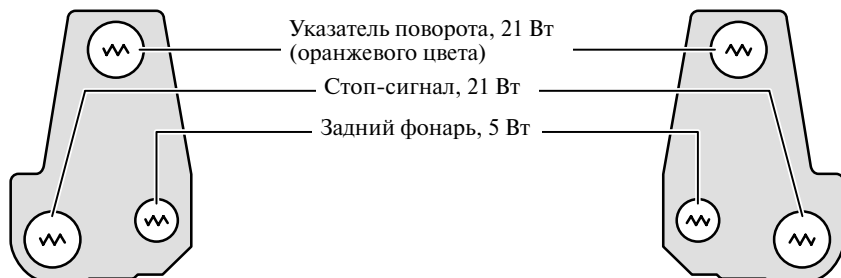 Указатель поворота, 21 Вт
(оранжевого цвета)
Стоп-сигнал, 21 Вт
Задний фонарь, 5 Вт